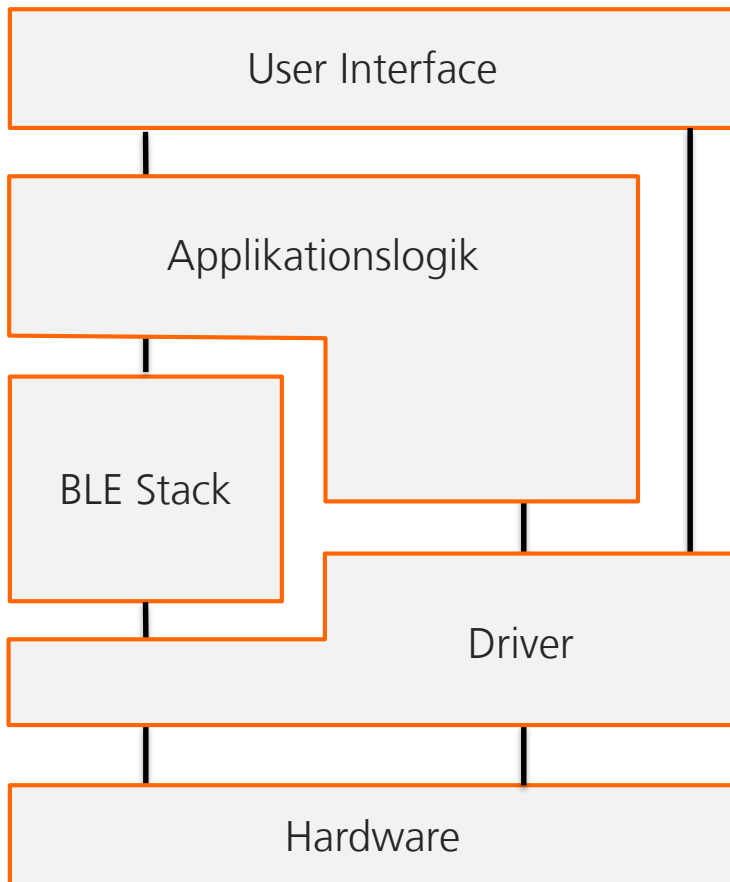 User Interface
Applikationslogik
BLE Stack
Driver
Hardware